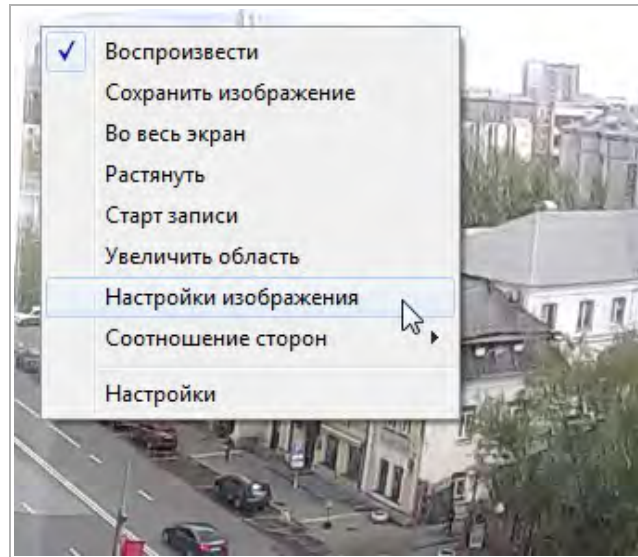 Воспроизвести
Сохранить изображение
Во весь экран
Растянуть
Старт записи
Увеличить область
Настройки изображения
Соотношение сторон
Настройки